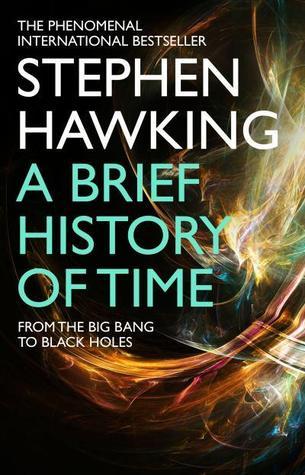 THE PHENOMENAL
INTERNATIONAL BESTSELLER
STEPHEN
HAWKING
A BRIEF
HISTORY
OF TIME
FROM THE BIG BANG
TO BLACK HOLES